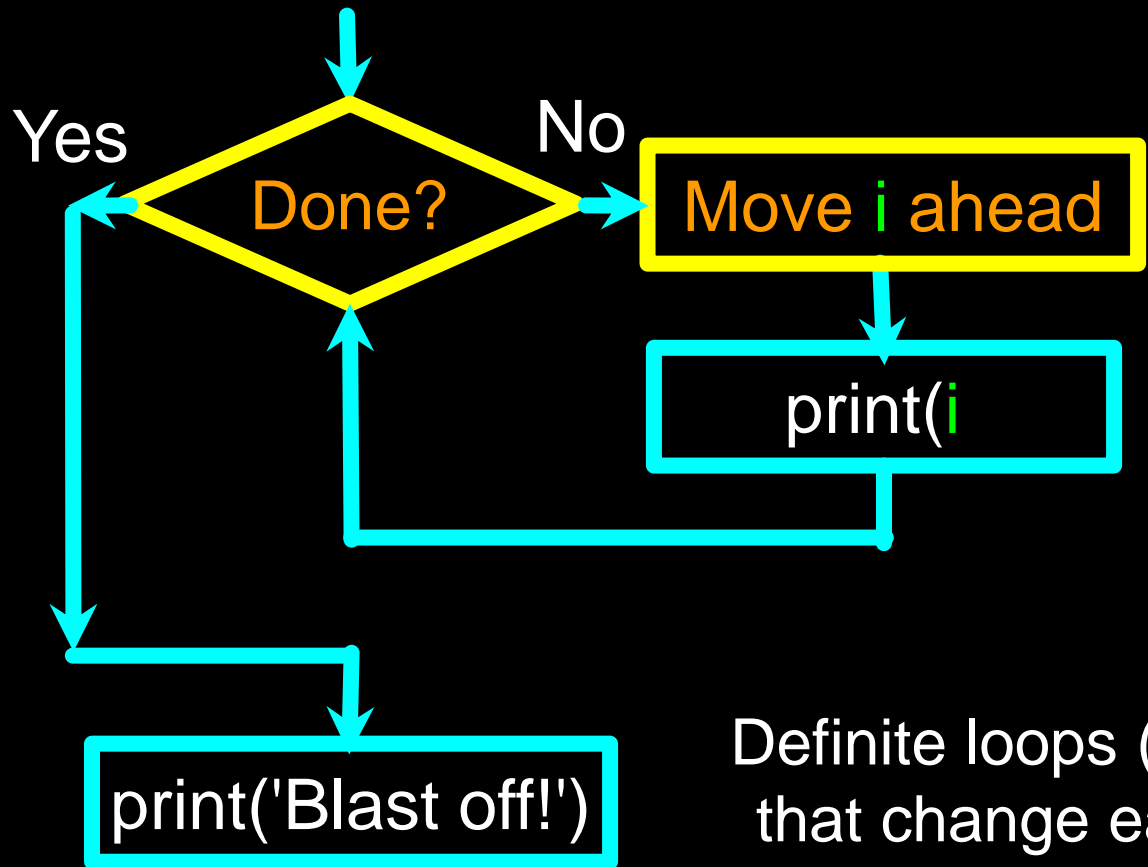 Yes
No
Done?
Move i ahead
print(i
print('Blast off!')
Definite loops (
that change